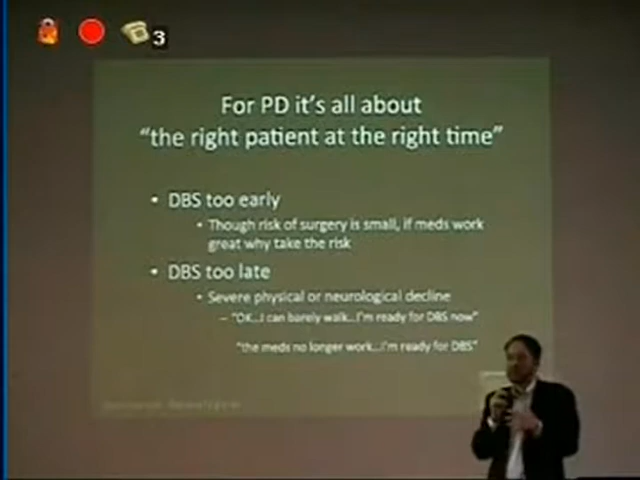 3
For PD it's all about
"the right patient at the right time"
• DBS too early
• Though risk of surgery is small, if meds work
great why take the risk
• DBS too late
• Severe physical or neurological decline
– "OK...I can barely walk...I'm ready for DBS now"
"the meds no longer work...I'm ready for DBS"